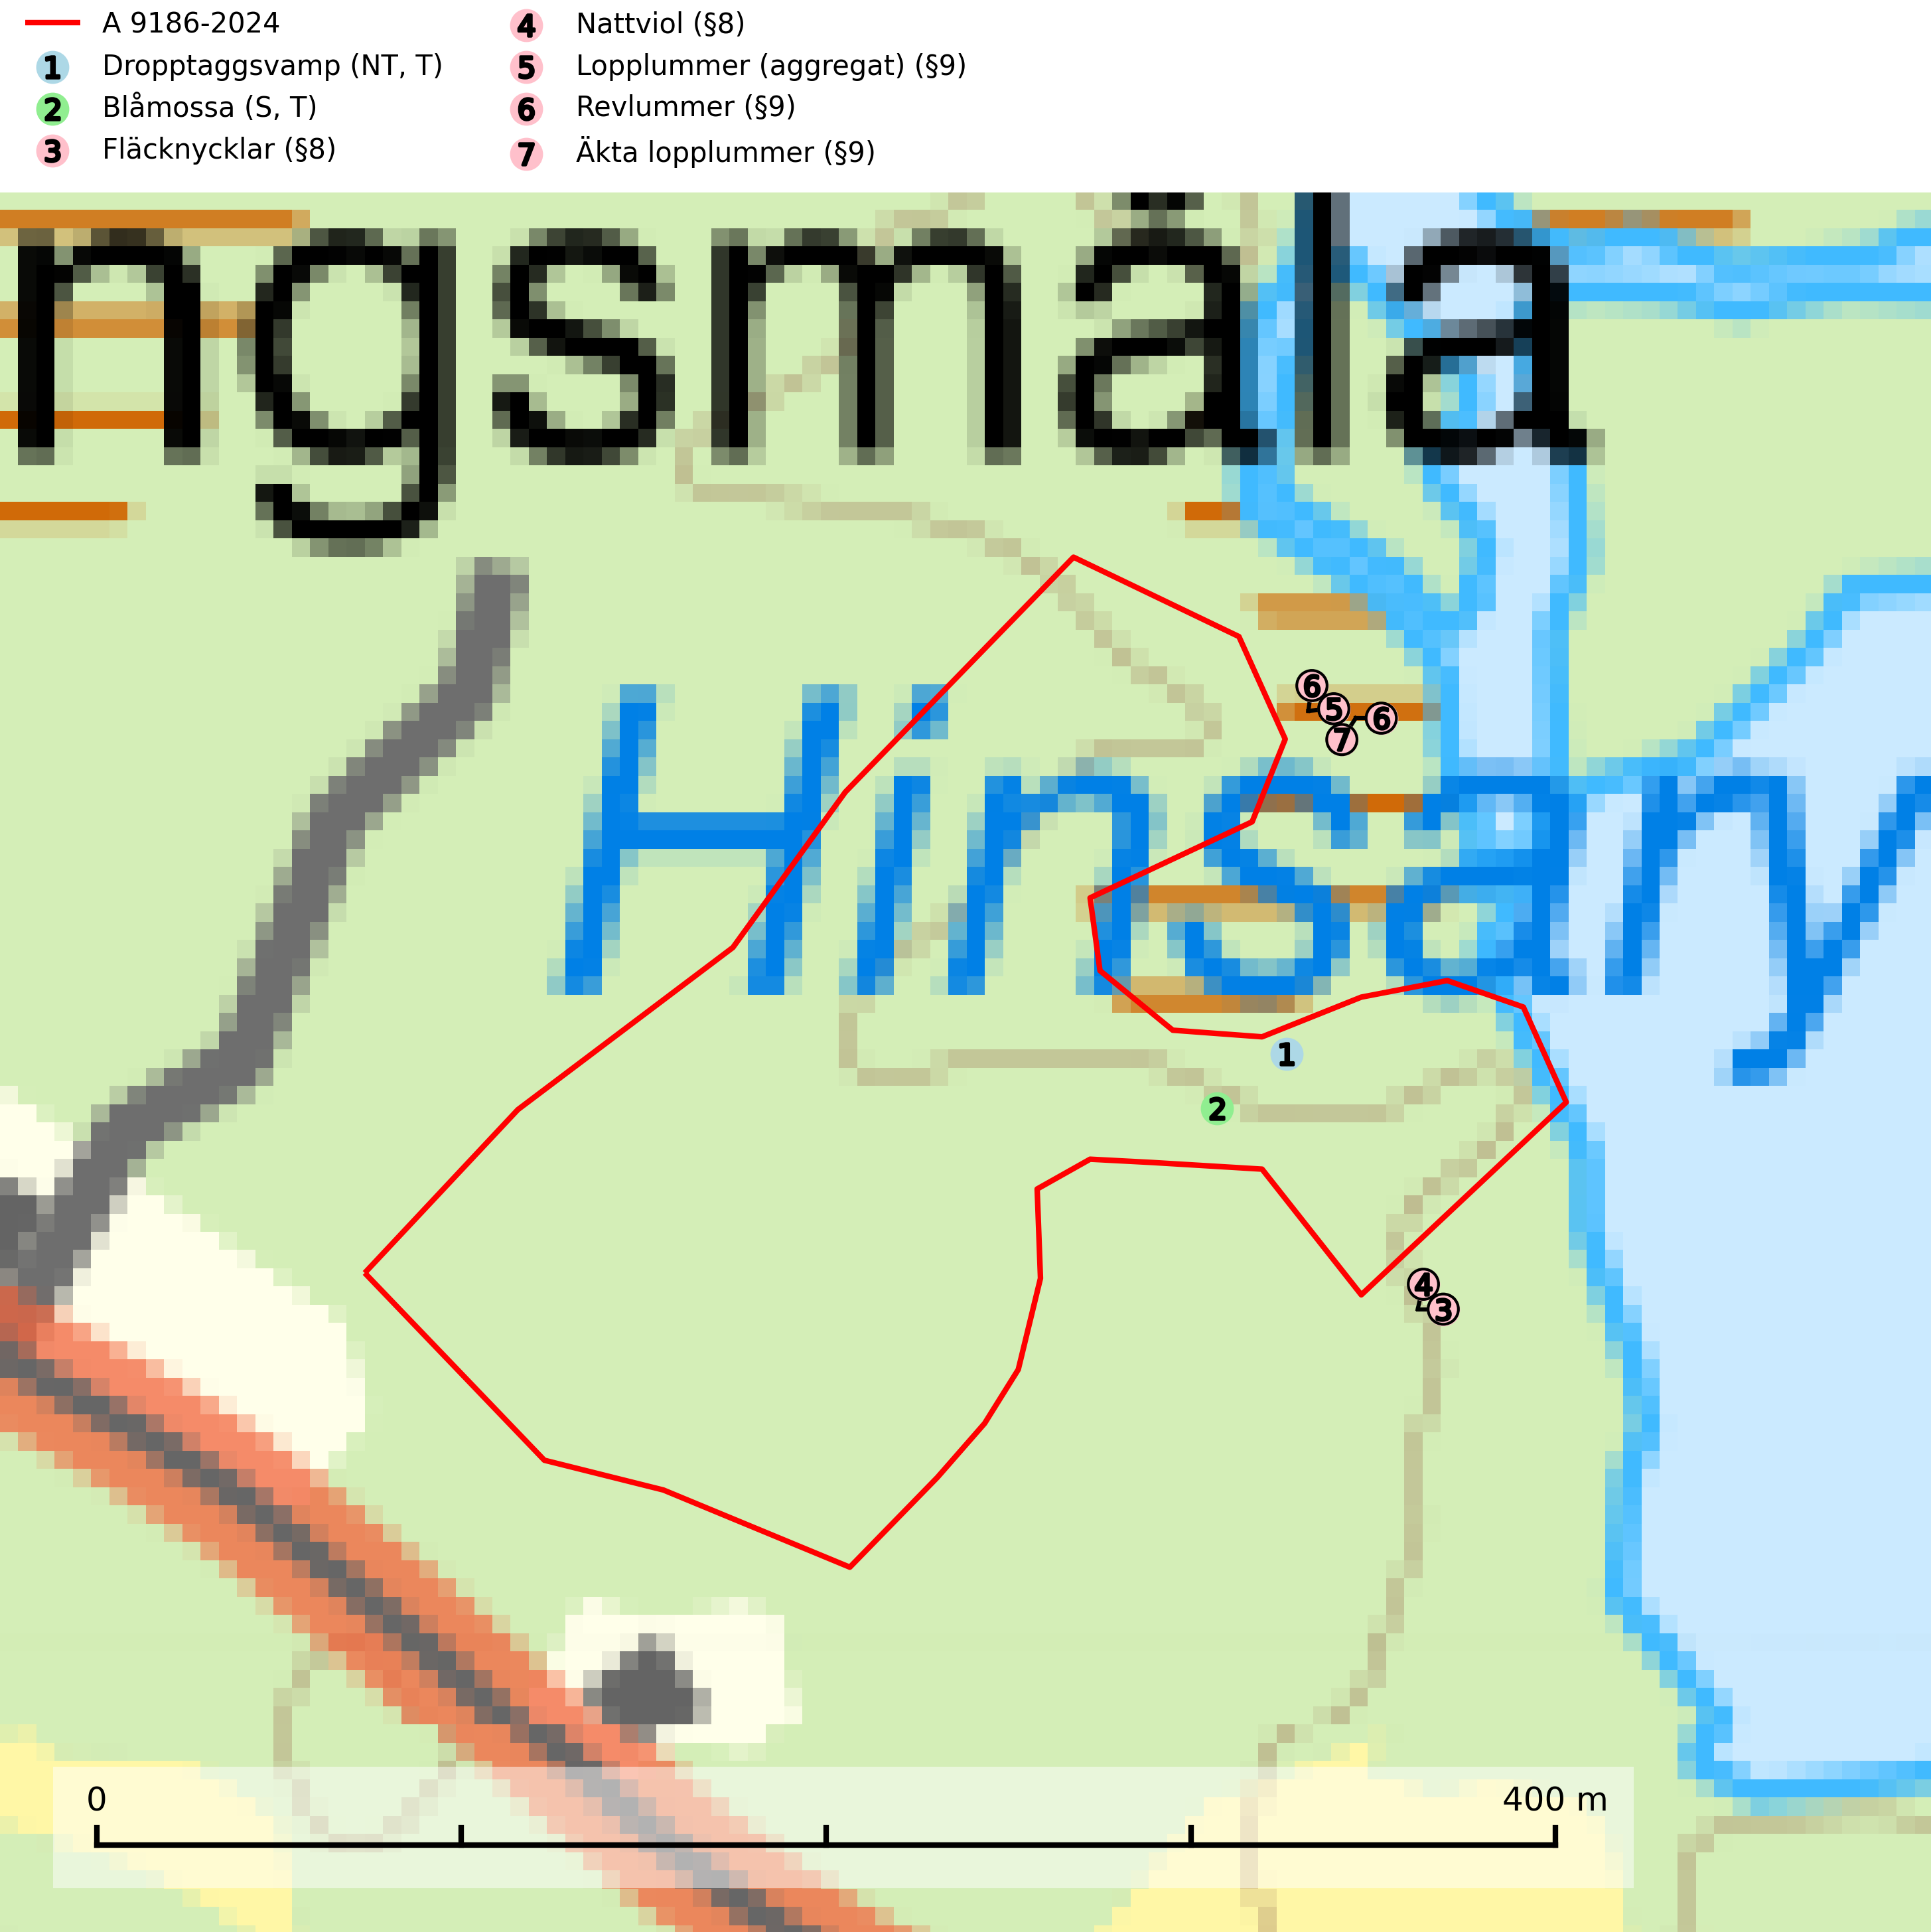 A 9186-2024
1 Dropptaggsvamp (NT, T)
2 Blåmossa (S, T)
3 Fläcknycklar (§8)
4 Nattviol (§8)
5 Lopplummer (aggregat) (§9)
6 Revlummer (§9)
7 Äkta lopplummer (§9)
ngsmåla
6
5
6
7
Hinsay
1
2
4
3
0
400 m